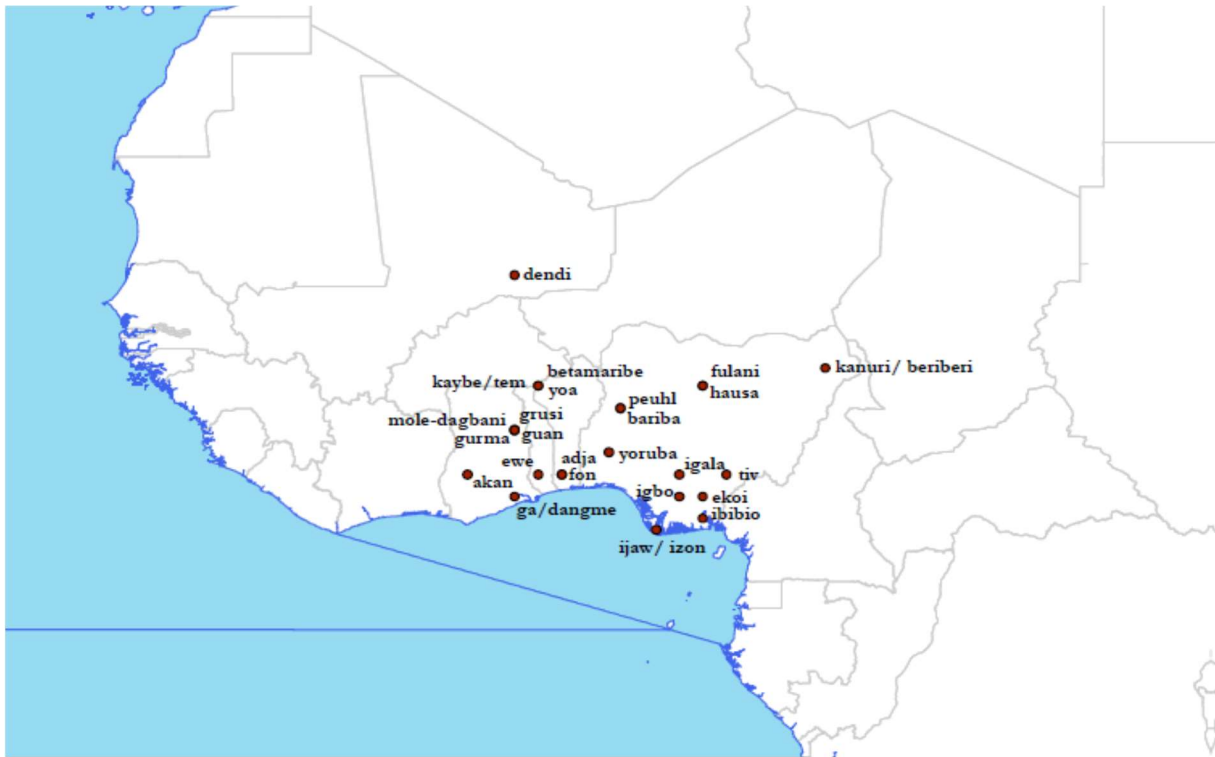 dendi
kanuri/ beriberi
betamaribe
kaybe/tem
yoa
fulani
hausa
peuhl
bariba
mole-dagbani
grusi
gurma
guan
yoruba
ewe
adja
fon
akan
igala
tiv
igbo
ekoi
ga/dangme
ibibio
ijaw/ izon